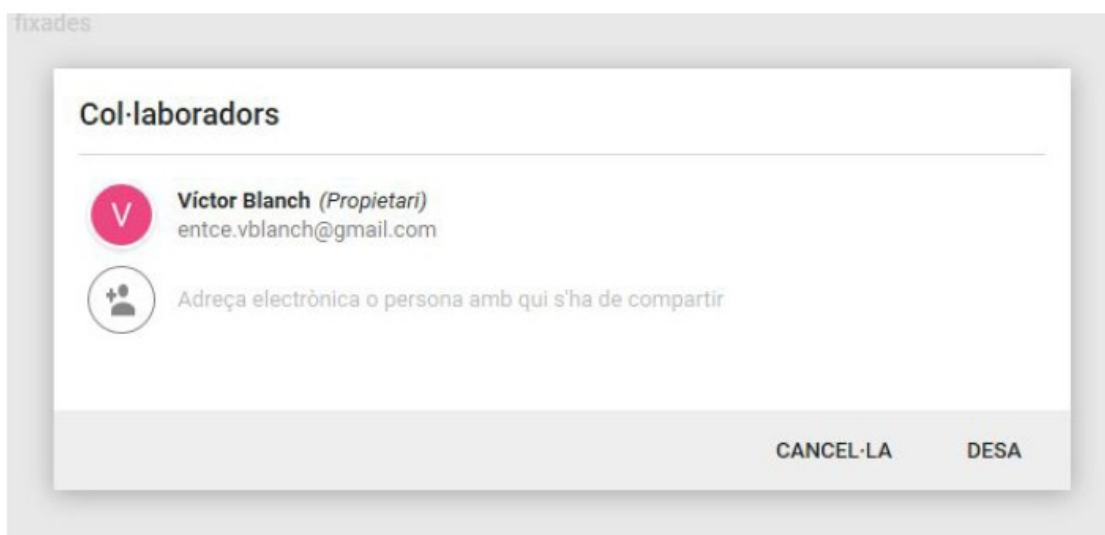 fixades
Col·laboradors
V
Víctor Blanch (Propietari)
entce.vblanch@gmail.com
Adreça electrònica o persona amb qui s'ha de compartir
CANCEL·LA DESA